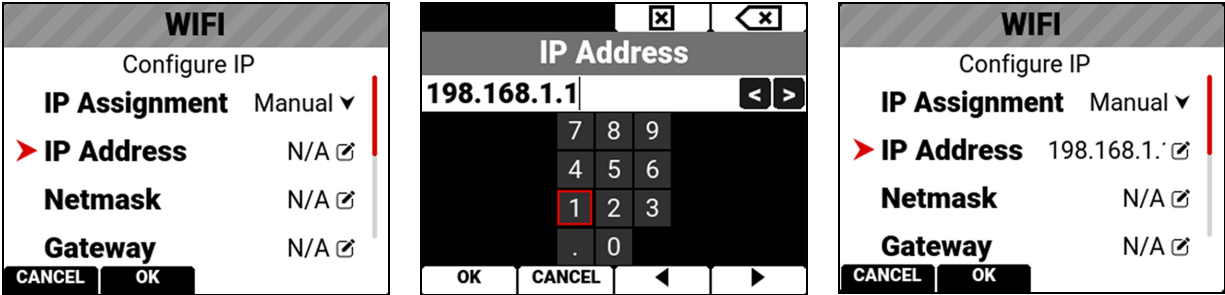 WIFI
Configure IP
IP Assignment Manual
IP Address N/A
Netmask N/A
Gateway N/A
CANCEL OK
IP Address
198.168.1.1
< >
7 8 9
4 5 6
1 2 3
. 0
OK CANCEL
WIFI
Configure IP
IP Assignment Manual
IP Address 198.168.1.
Netmask N/A
Gateway N/A
CANCEL OK